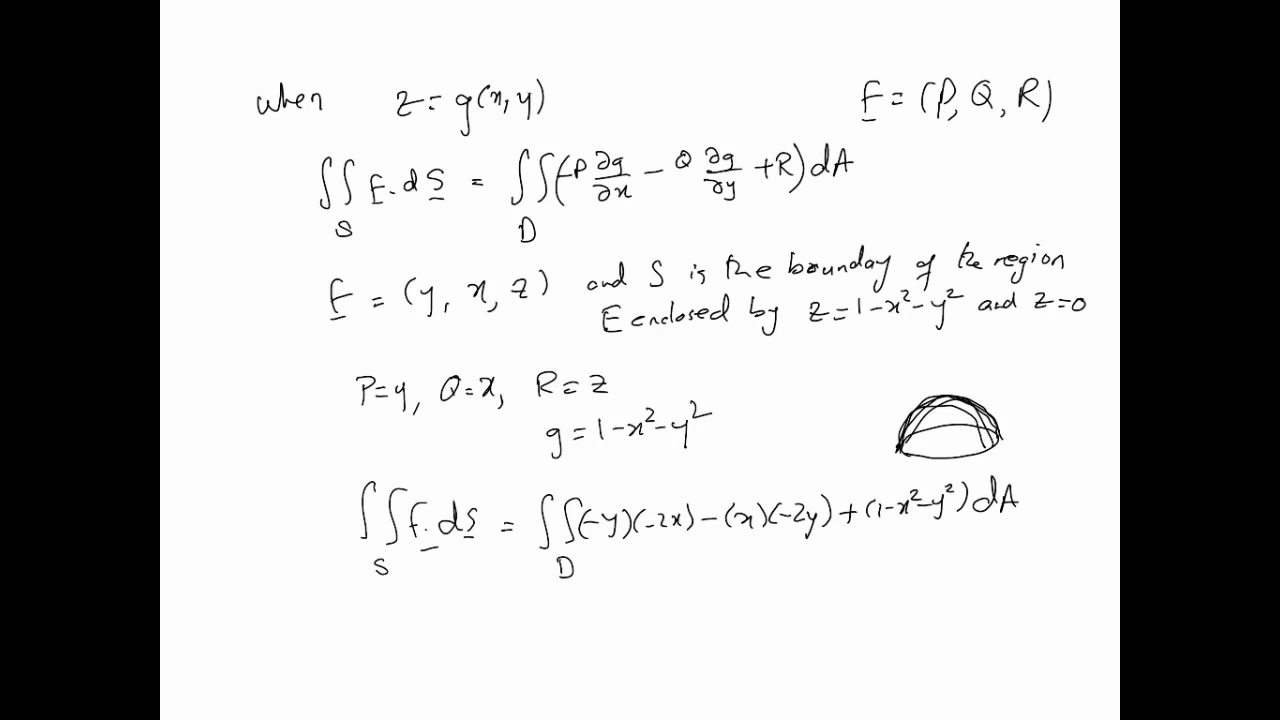 when z=g(x,y) F=(P,Q,R)
∬_S F.dS = ∬_D (-P ∂g/∂x - Q ∂g/∂y +R)dA
F = (y, x, z) and S is the bounday of the region
E enclosed by z=1-x²-y² and z=0
P=y, Q=x, R=z
g=1-x²-y²
∬_S F.dS = ∬_D (-y)(-2x)-(x)(-2y)+(1-x²-y²)dA